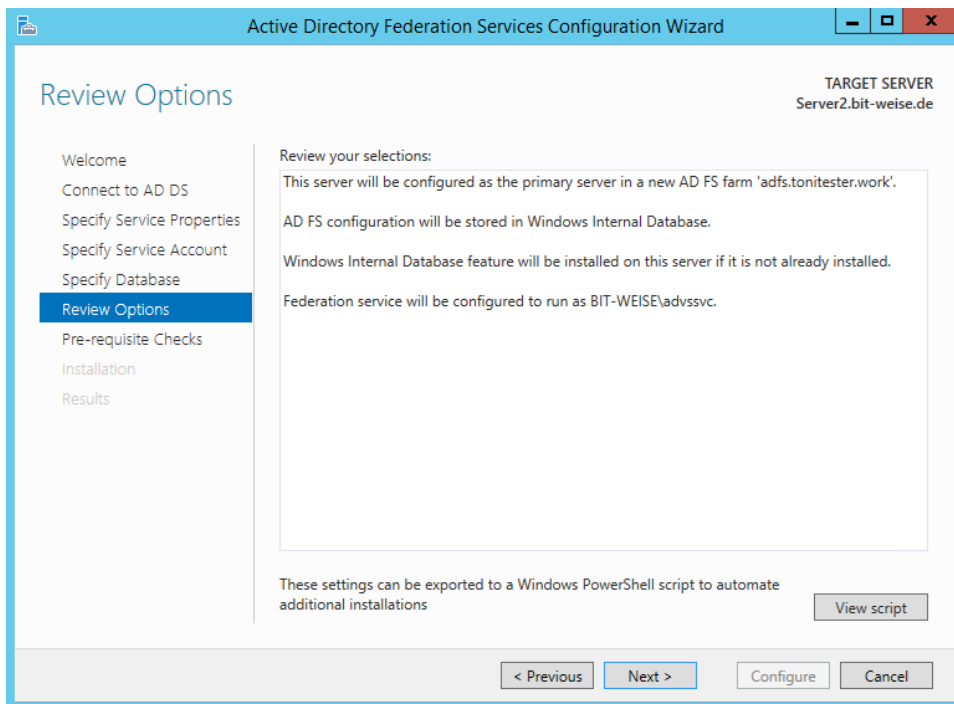 Active Directory Federation Services Configuration Wizard
Review Options
TARGET SERVER
Server2.bit-weise.de
Welcome
Connect to AD DS
Specify Service Properties
Specify Service Account
Specify Database
Review Options
Pre-requisite Checks
Installation
Results
Review your selections:
This server will be configured as the primary server in a new AD FS farm 'adfs.tonitester.work'.
AD FS configuration will be stored in Windows Internal Database.
Windows Internal Database feature will be installed on this server if it is not already installed.
Federation service will be configured to run as BIT-WEISE\advssvc.
These settings can be exported to a Windows PowerShell script to automate
additional installations
View script
< Previous
Next >
Configure
Cancel